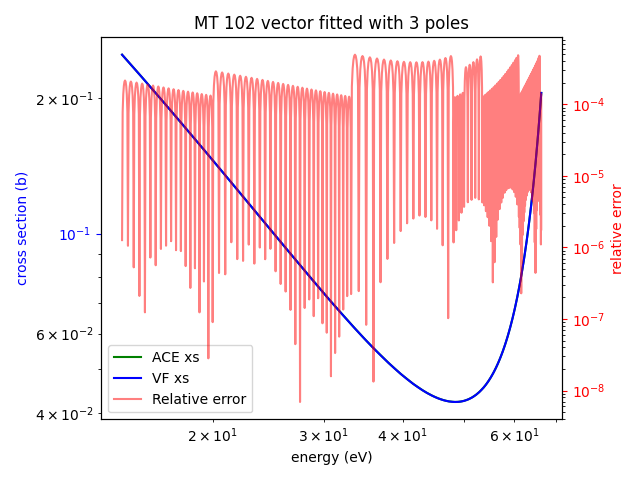 MT 102 vector fitted with 3 poles
cross section (b)
2 × 10⁻¹
10⁻¹
6 × 10⁻²
4 × 10⁻²
10⁻⁴
10⁻⁵
10⁻⁶
10⁻⁷
10⁻⁸
relative error
ACE xs
VF xs
Relative error
2 × 10¹
3 × 10¹
4 × 10¹
6 × 10¹
energy (eV)